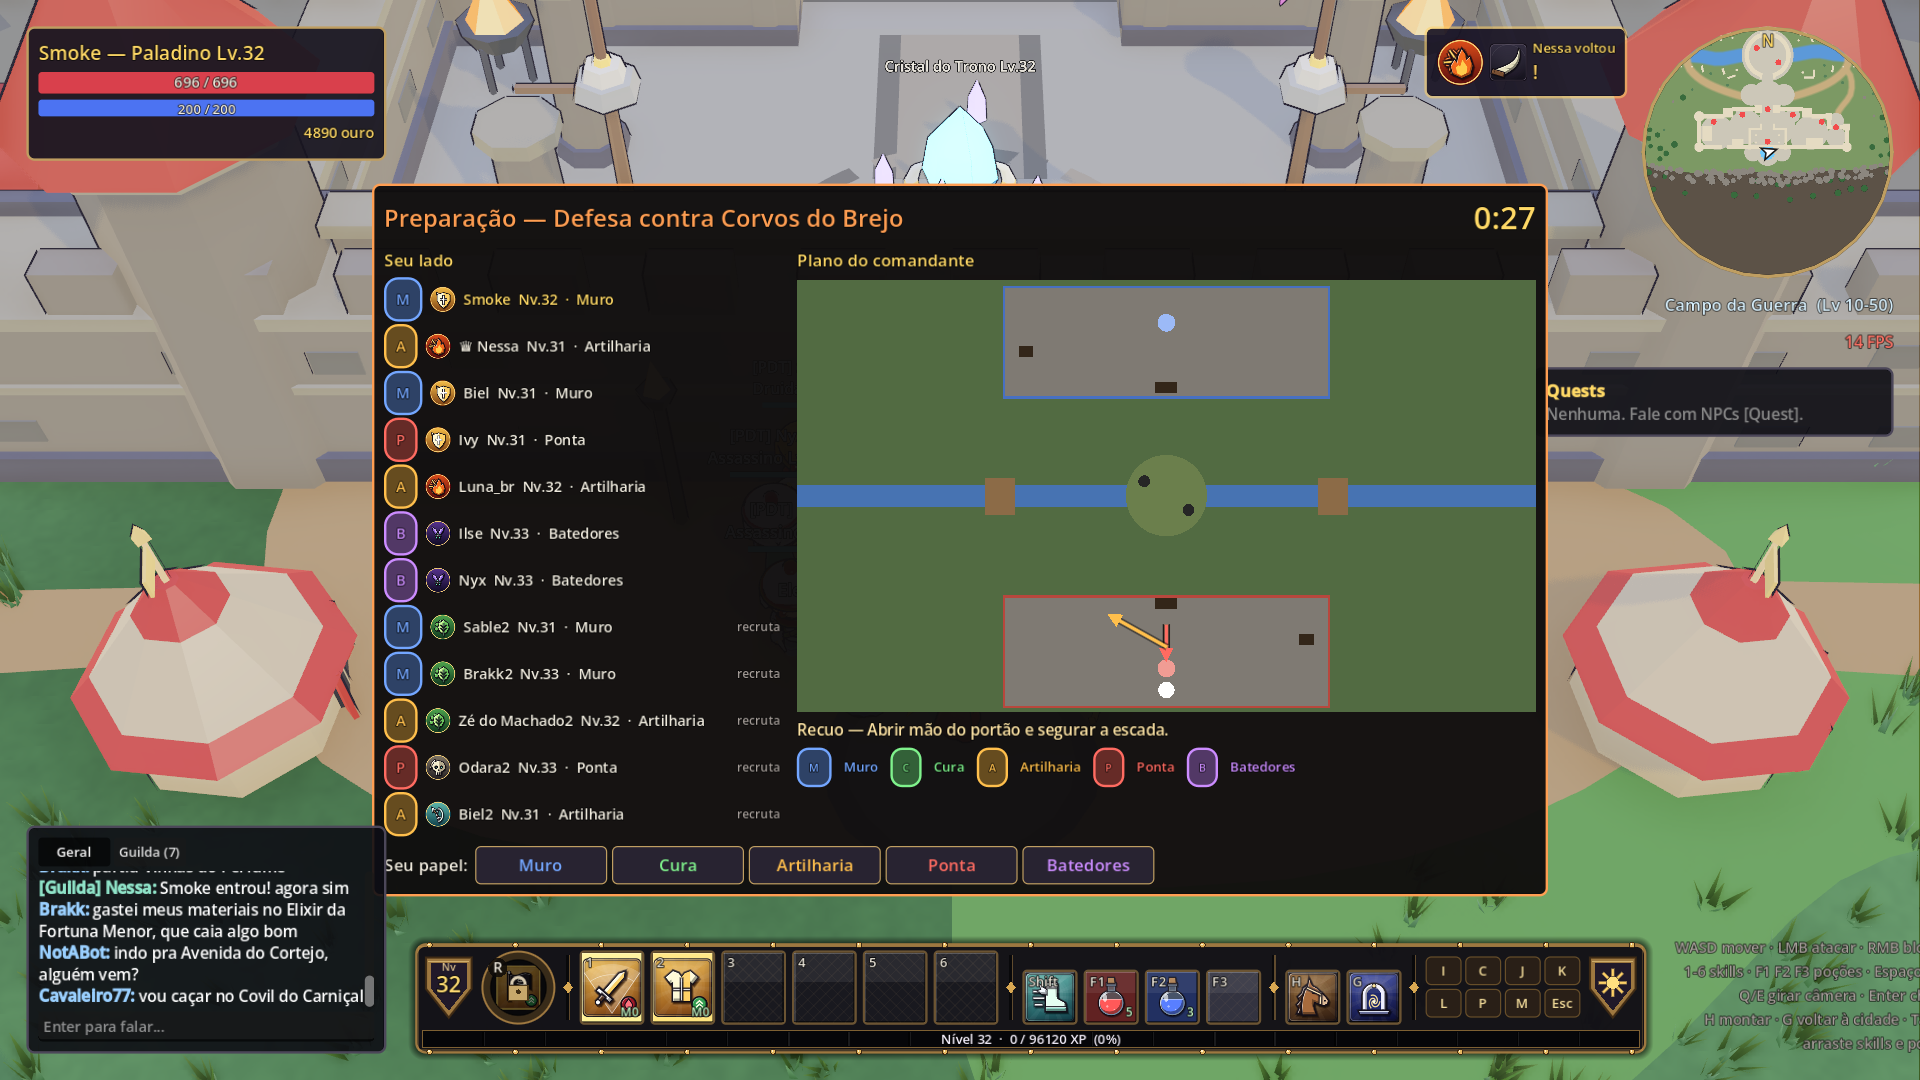 Smoke — Paladino Lv.32
696 / 696
200 / 200
4890 ouro
Cristal do Trono Lv.32
Nessa voltou
!
N
Campo da Guerra (Lv 10-50)
14 FPS
Quests
Nenhuma. Fale com NPCs [Quest].
Preparação — Defesa contra Corvos do Brejo
0:27
Seu lado
M Smoke Nv.32 · Muro
A ♛ Nessa Nv.31 · Artilharia
M Biel Nv.31 · Muro
P Ivy Nv.31 · Ponta
A Luna_br Nv.32 · Artilharia
B Ilse Nv.33 · Batedores
B Nyx Nv.33 · Batedores
M Sable2 Nv.31 · Muro recruta
M Brakk2 Nv.33 · Muro recruta
A Zé do Machado2 Nv.32 · Artilharia recruta
P Odara2 Nv.33 · Ponta recruta
A Biel2 Nv.31 · Artilharia recruta
Plano do comandante
Recuo — Abrir mão do portão e segurar a escada.
M Muro C Cura A Artilharia P Ponta B Batedores
Seu papel: Muro Cura Artilharia Ponta Batedores
Geral Guilda (7)
[Guilda] Nessa: Smoke entrou! agora sim
Brakk: gastei meus materiais no Elixir da
Fortuna Menor, que caia algo bom
NotABot: indo pra Avenida do Cortejo,
alguém vem?
Cavaleiro77: vou caçar no Covil do Carniçal
Enter para falar...
Nv
32
R
1 M0
2 M0
3
4
5
6
Shift
F1 5
F2 3
F3
H
G
I C J K
L P M Esc
Nível 32 · 0 / 96120 XP (0%)
WASD mover · LMB atacar · RMB
1-6 skills · F1 F2 F3 poções ·
Q/E girar câmera · Enter
H montar · G voltar à cidade ·
arraste skills e